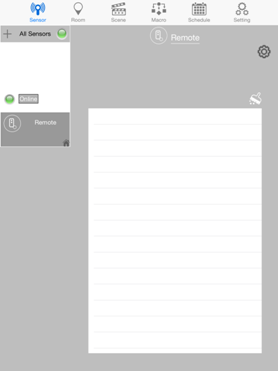 Sensor Room Scene Macro Schedule Setting
All Sensors
Remote
Online
Remote